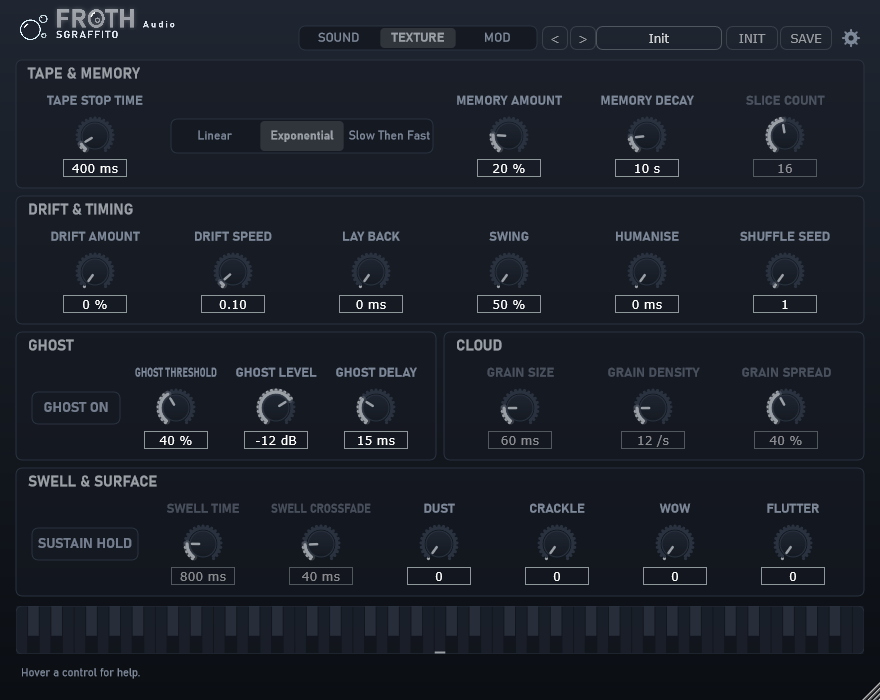 FROTH Audio
SGRAFFITO
SOUND TEXTURE MOD < > Init INIT SAVE
TAPE & MEMORY
TAPE STOP TIME MEMORY AMOUNT MEMORY DECAY SLICE COUNT
Linear Exponential Slow Then Fast
400 ms 20 % 10 s 16
DRIFT & TIMING
DRIFT AMOUNT DRIFT SPEED LAY BACK SWING HUMANISE SHUFFLE SEED
0 % 0.10 0 ms 50 % 0 ms 1
GHOST CLOUD
GHOST THRESHOLD GHOST LEVEL GHOST DELAY GRAIN SIZE GRAIN DENSITY GRAIN SPREAD
GHOST ON
40 % -12 dB 15 ms 60 ms 12 /s 40 %
SWELL & SURFACE
SWELL TIME SWELL CROSSFADE DUST CRACKLE WOW FLUTTER
SUSTAIN HOLD
800 ms 40 ms 0 0 0 0
Hover a control for help.